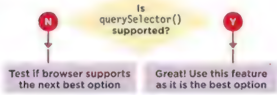 Is
querySelector()
supported?
N
Y
Test if browser supports
the next best option
Great! Use this feature
as it is the best option